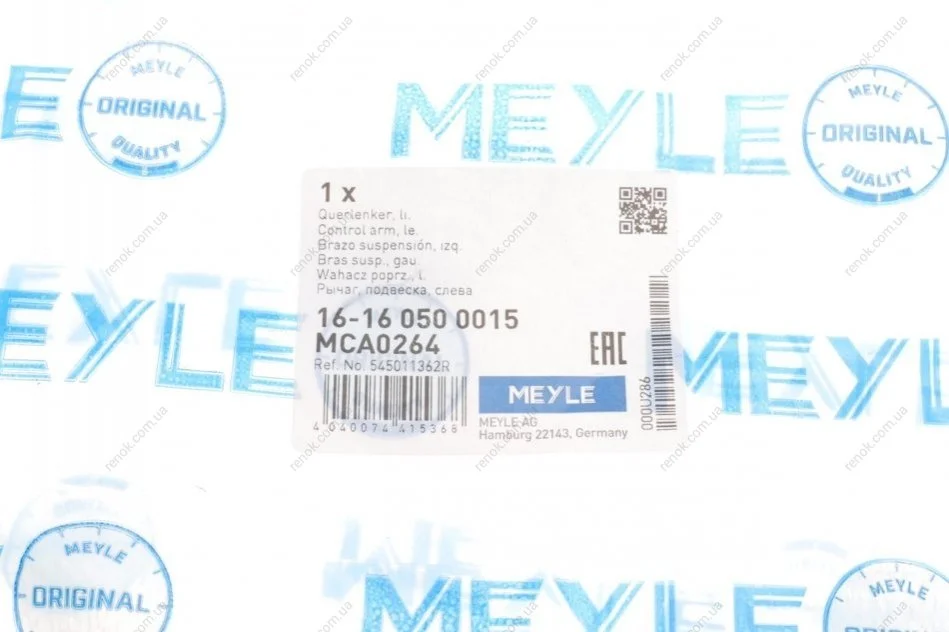 E
MEYLE
ORIGINAL
QUALITY
MEYLE
MEYLE
ORIGINAL
QUALITY
1 x
Querlenker, li.
Control arm, le.
Brazo suspensión, izq.
Bras susp., gau.
Wahacz poprz., l.
Рычаг, подвеска, слева
16-16 050 0015
MCA0264
Ref. No. 545011362R
EAC
4 040074 415368
MEYLE
MEYLE AG
Hamburg 22143, Germany
000U286
EYLE
MEYLE
MEYLE
ORIGINAL
MEYLE
MEYLE
ORIGINAL
renok.com.ua